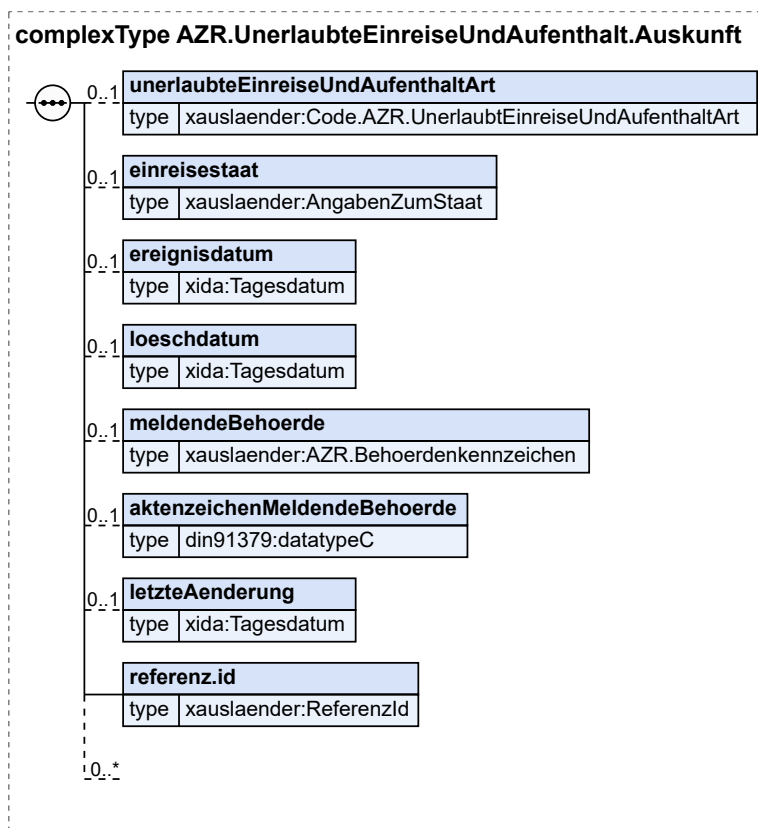 complexType AZR.UnerlaubteEinreiseUndAufenthalt.Auskunft
0..1 unerlaubteEinreiseUndAufenthaltArt
type xauslaender:Code.AZR.UnerlaubtEinreiseUndAufenthaltArt
0..1 einreisestaat
type xauslaender:AngabenZumStaat
0..1 ereignisdatum
type xida:Tagesdatum
0..1 loeschdatum
type xida:Tagesdatum
0..1 meldendeBehoerde
type xauslaender:AZR.Behoerdenkennzeichen
0..1 aktenzeichenMeldendeBehoerde
type din91379:datatypeC
0..1 letzteAenderung
type xida:Tagesdatum
referenz.id
type xauslaender:ReferenzId
0..*